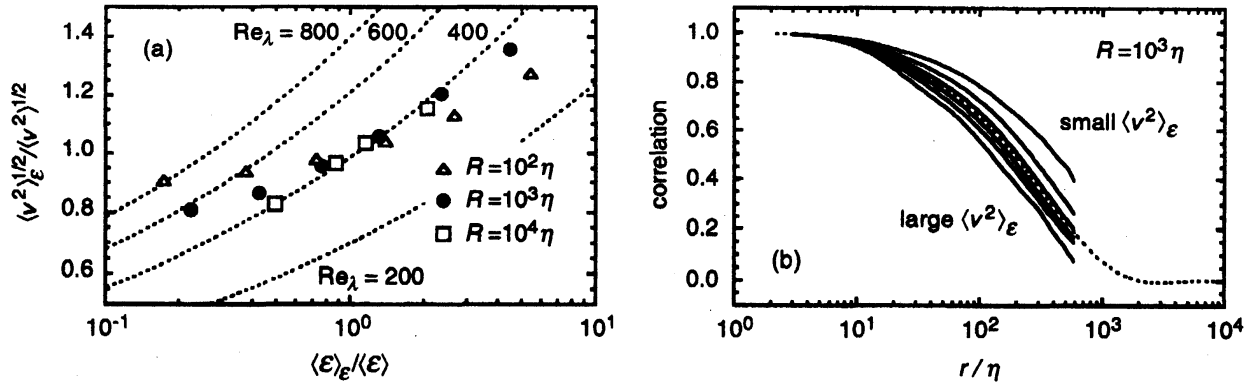 (a)
Re_λ = 800
600
400
Re_λ = 200
R=10²η
R=10³η
R=10⁴η
1.4
1.2
1.0
0.8
0.6
⟨v²⟩_ε^1/2/⟨v²⟩^1/2
10⁻¹
10⁰
10¹
⟨ε⟩_ε/⟨ε⟩
R=10³η
small ⟨v²⟩_ε
large ⟨v²⟩_ε
(b)
1.0
0.8
0.6
0.4
0.2
0.0
correlation
10⁰
10¹
10²
10³
10⁴
r/η